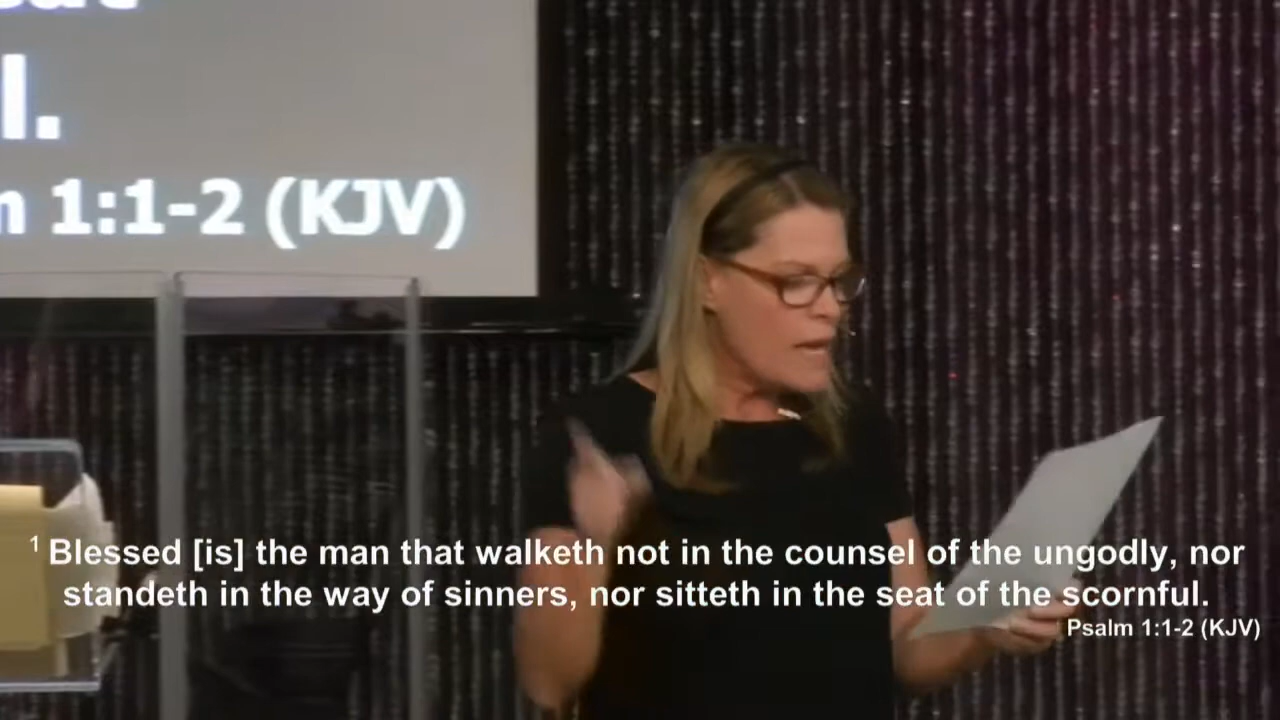 l.
1:1-2 (KJV)
1 Blessed [is] the man that walketh not in the counsel of the ungodly, nor
standeth in the way of sinners, nor sitteth in the seat of the scornful.
Psalm 1:1-2 (KJV)